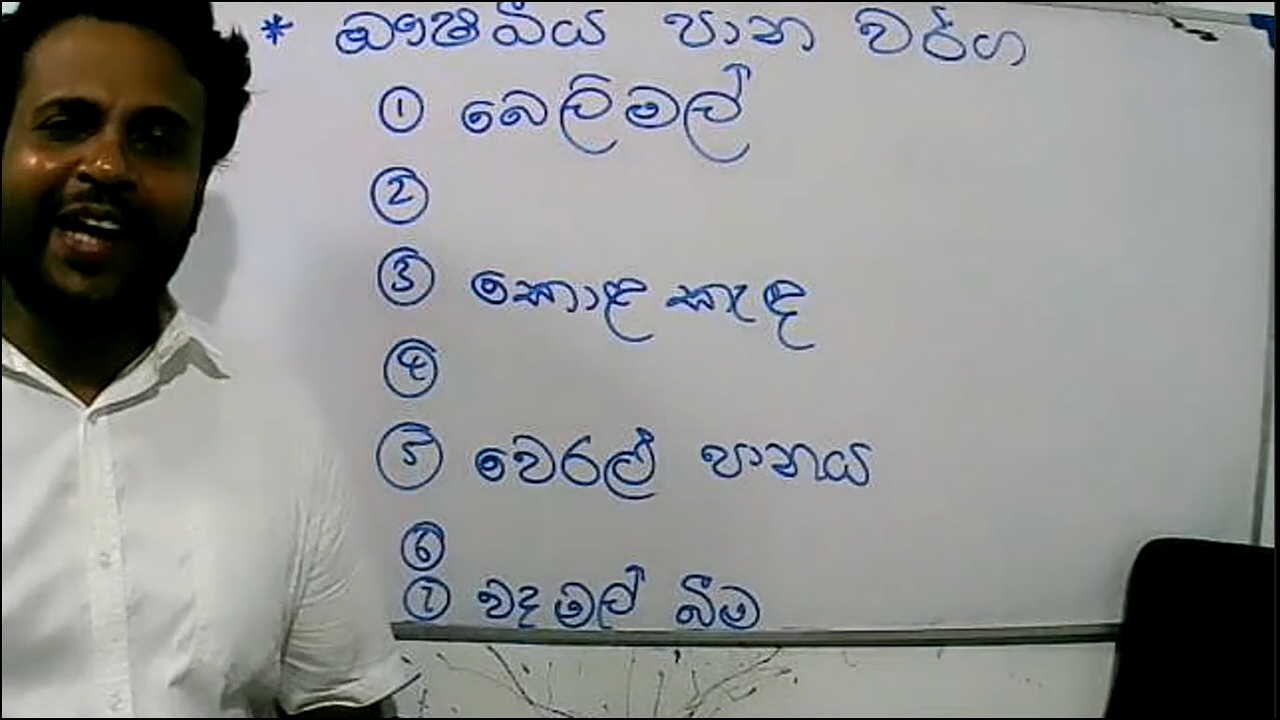 * ඖෂධීය පාන වර්ග
① බෙලිමල්
②
③ කොළ කැඳ
④
⑤ වෙරළු පානය
⑥
⑦ වද මල් බීම